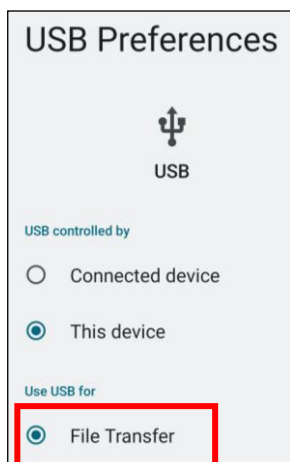 USB Preferences
USB
USB controlled by
Connected device
This device
Use USB for
File Transfer